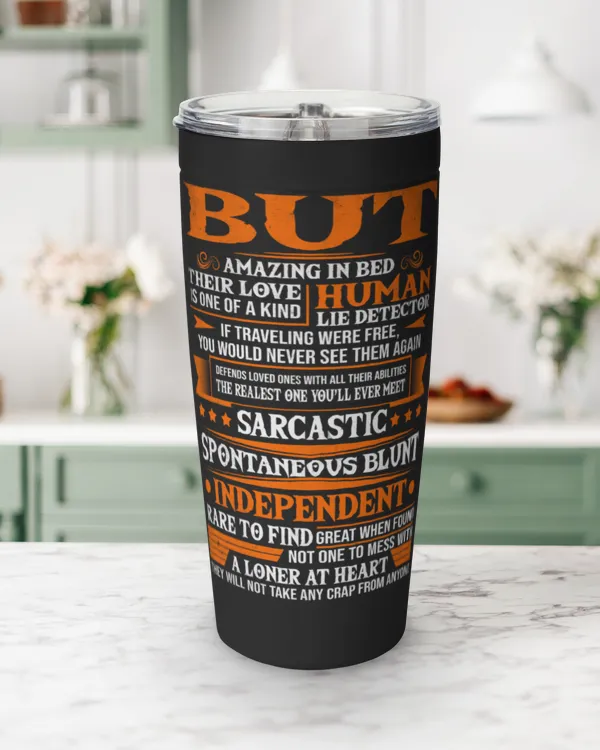 BUT
AMAZING IN BED
THEIR LOVE
IS ONE OF A KIND
HUMAN
LIE DETECTOR
IF TRAVELING WERE FREE,
YOU WOULD NEVER SEE THEM AGAIN
DEFENDS LOVED ONES WITH ALL THEIR ABILITIES
THE REALEST ONE YOU'LL EVER MEET
SARCASTIC
SPONTANEOUS BLUNT
INDEPENDENT
RARE TO FIND
GREAT WHEN FOUND
NOT ONE TO MESS WITH
A LONER AT HEART
THEY WILL NOT TAKE ANY CRAP FROM ANYONE